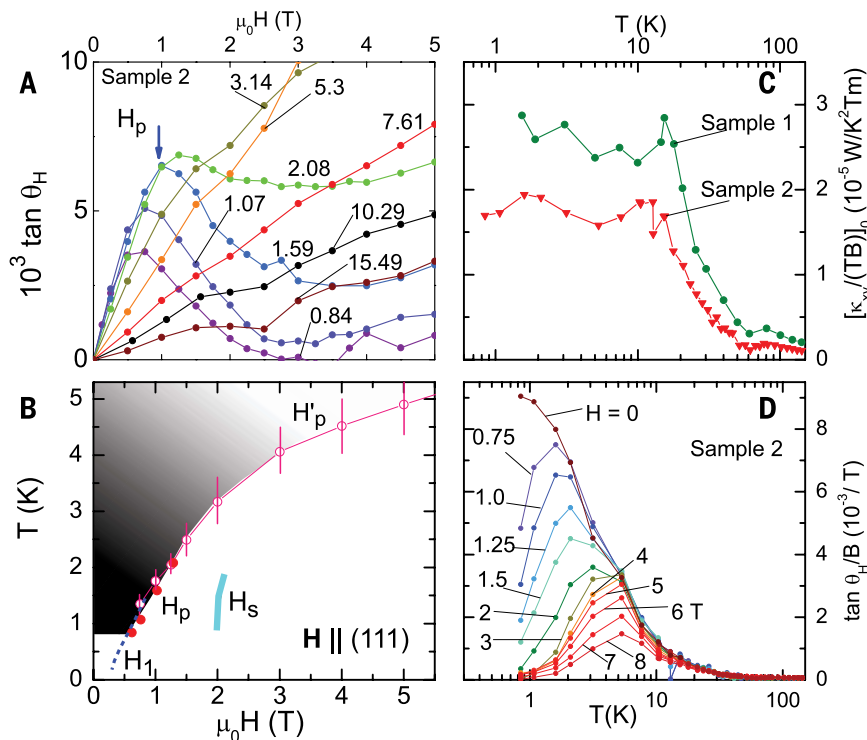 A
μ₀H (T)
0 1 2 3 4 5
Sample 2
10
5
0
10³ tan θ_H
H_p
3.14
5.3
7.61
2.08
1.07
10.29
1.59
15.49
0.84
C
T (K)
1 10 100
Sample 1
Sample 2
3
2
1
0
[κ_xy/(TB)]₀ (10⁻⁵ W/K²Tm)
B
5
4
3
2
1
0
T (K)
H'_p
H_p
H_s
H_1
H || (111)
0 1 2 3 4 5
μ₀H (T)
D
H = 0
Sample 2
0.75
1.0
1.25
1.5
2
3
4
5
6 T
7
8
8
6
4
2
0
tan θ_H/B (10⁻³/ T)
1 10 100
T(K)